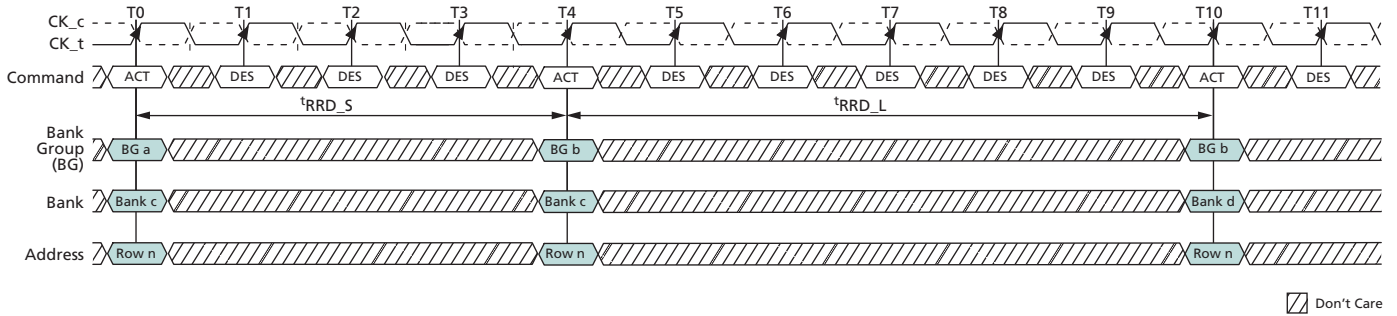 T0 T1 T2 T3 T4 T5 T6 T7 T8 T9 T10 T11
CK_c
CK_t
Command ACT DES DES DES ACT DES DES DES DES DES ACT DES
tRRD_S tRRD_L
Bank
Group
(BG)
BG a BG b BG b
Bank Bank c Bank c Bank d
Address Row n Row n Row n
Don't Care